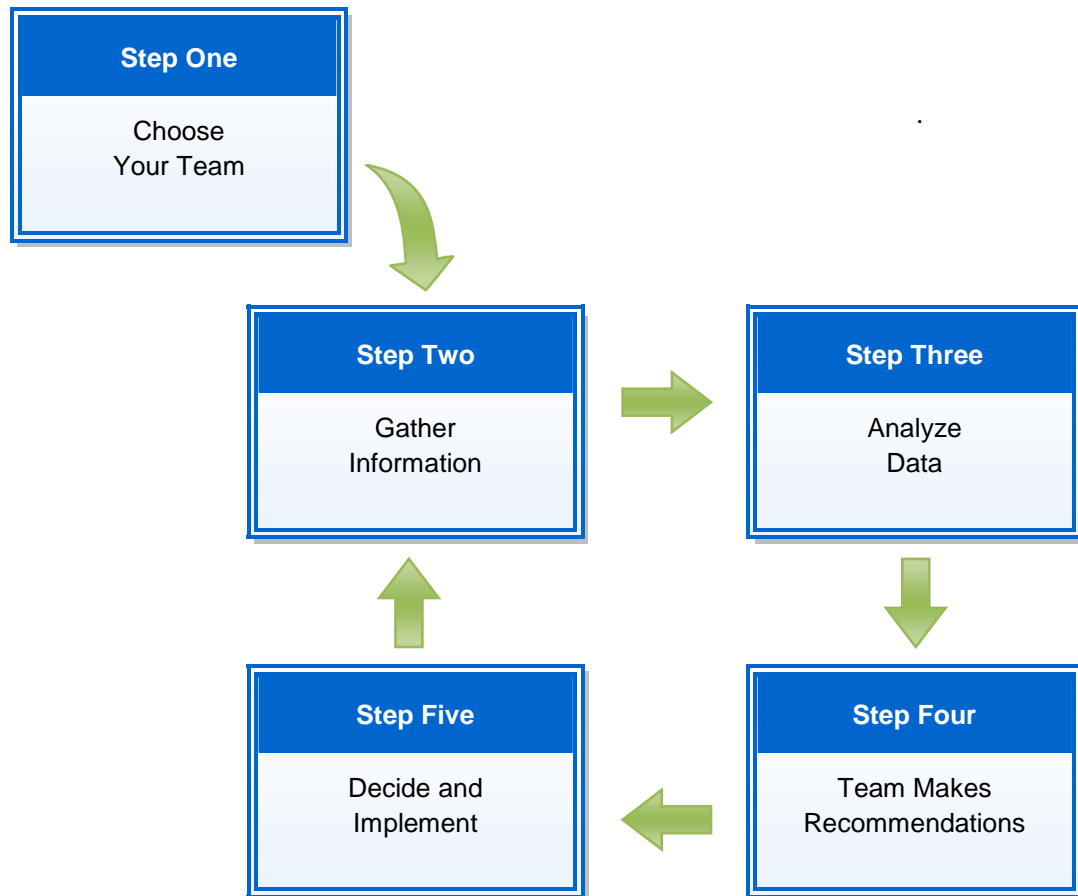 Step One
Choose
Your Team
.
Step Two
Gather
Information
Step Three
Analyze
Data
Step Four
Team Makes
Recommendations
Step Five
Decide and
Implement